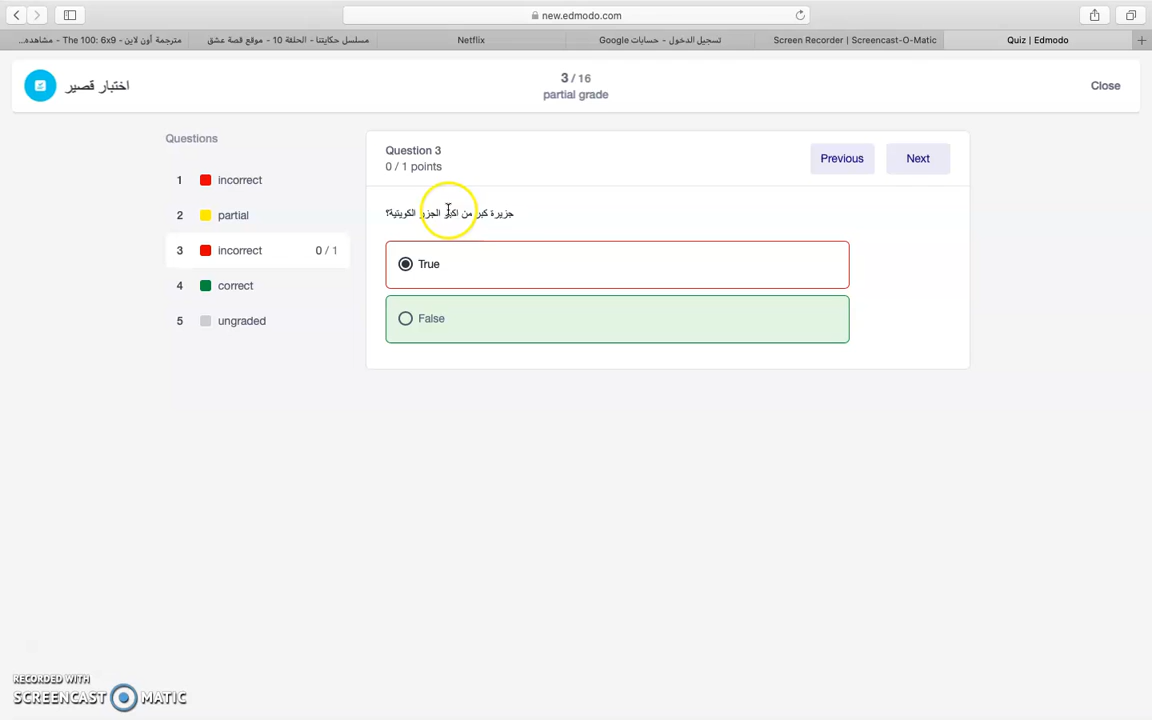 new.edmodo.com
مترجمة أون لاين - The 100: 6x9 - مشاهده...
مسلسل حكايتنا - الحلقة 10 - موقع قصة عشق
Netflix
تسجيل الدخول - حسابات Google
Screen Recorder | Screencast-O-Matic
Quiz | Edmodo
اختبار قصير
3 / 16
partial grade
Close
Questions
1 incorrect
2 partial
3 incorrect 0 / 1
4 correct
5 ungraded
Question 3
0 / 1 points
Previous
Next
جزيرة كبر من اكبر الجزر الكويتية؟
True
False
RECORDED WITH
SCREENCAST MATIC